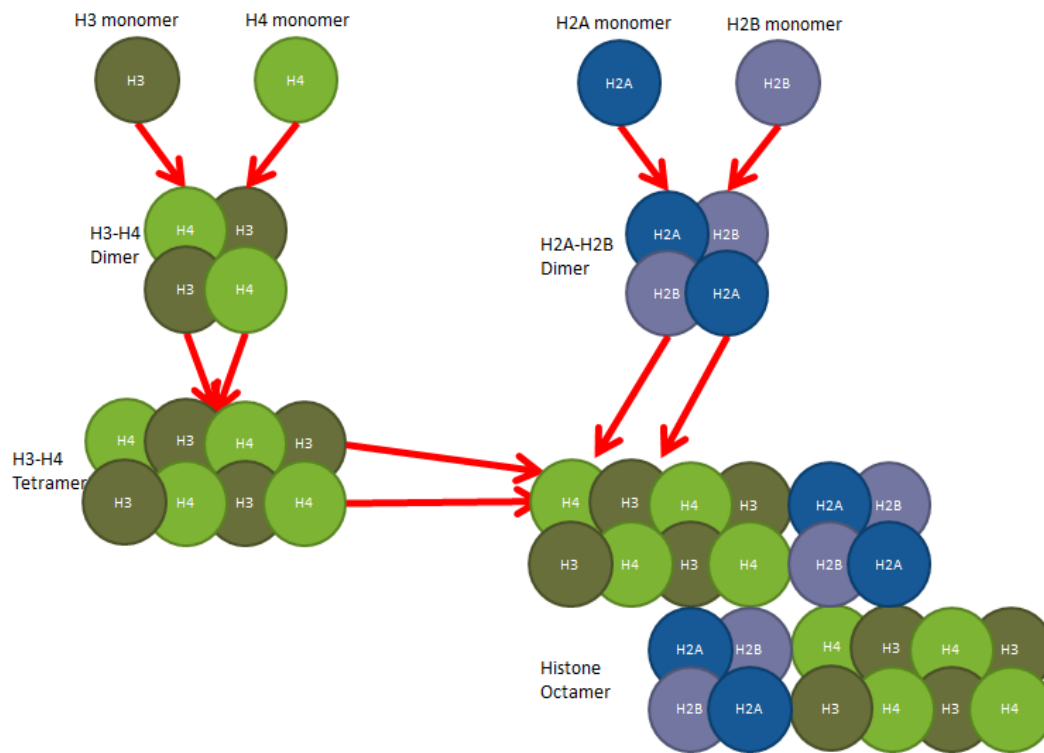 H3 monomer
H4 monomer
H2A monomer
H2B monomer
H3
H4
H2A
H2B
H3-H4
Dimer
H4
H3
H3
H4
H2A-H2B
Dimer
H2A
H2B
H2B
H2A
H3-H4
Tetramer
H4
H3
H4
H3
H3
H4
H3
H4
H4
H3
H4
H3
H2A
H2B
H3
H4
H3
H4
H2B
H2A
Histone
Octamer
H2A
H2B
H4
H3
H4
H3
H2B
H2A
H3
H4
H3
H4